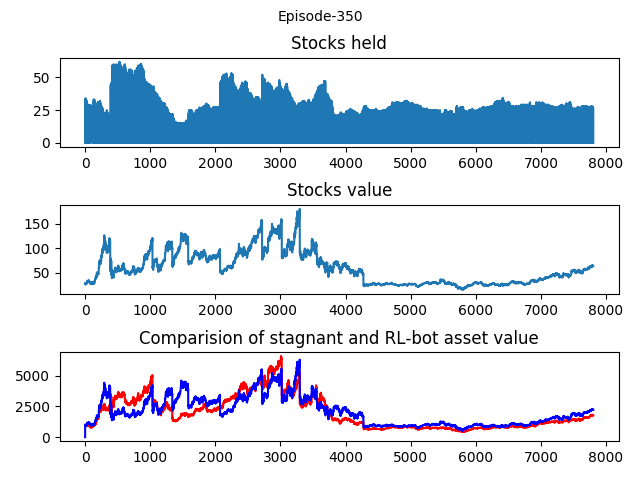 Episode-350
Stocks held
50
25
0
0 1000 2000 3000 4000 5000 6000 7000 8000
Stocks value
150
100
50
0 1000 2000 3000 4000 5000 6000 7000 8000
Comparision of stagnant and RL-bot asset value
5000
2500
0
0 1000 2000 3000 4000 5000 6000 7000 8000